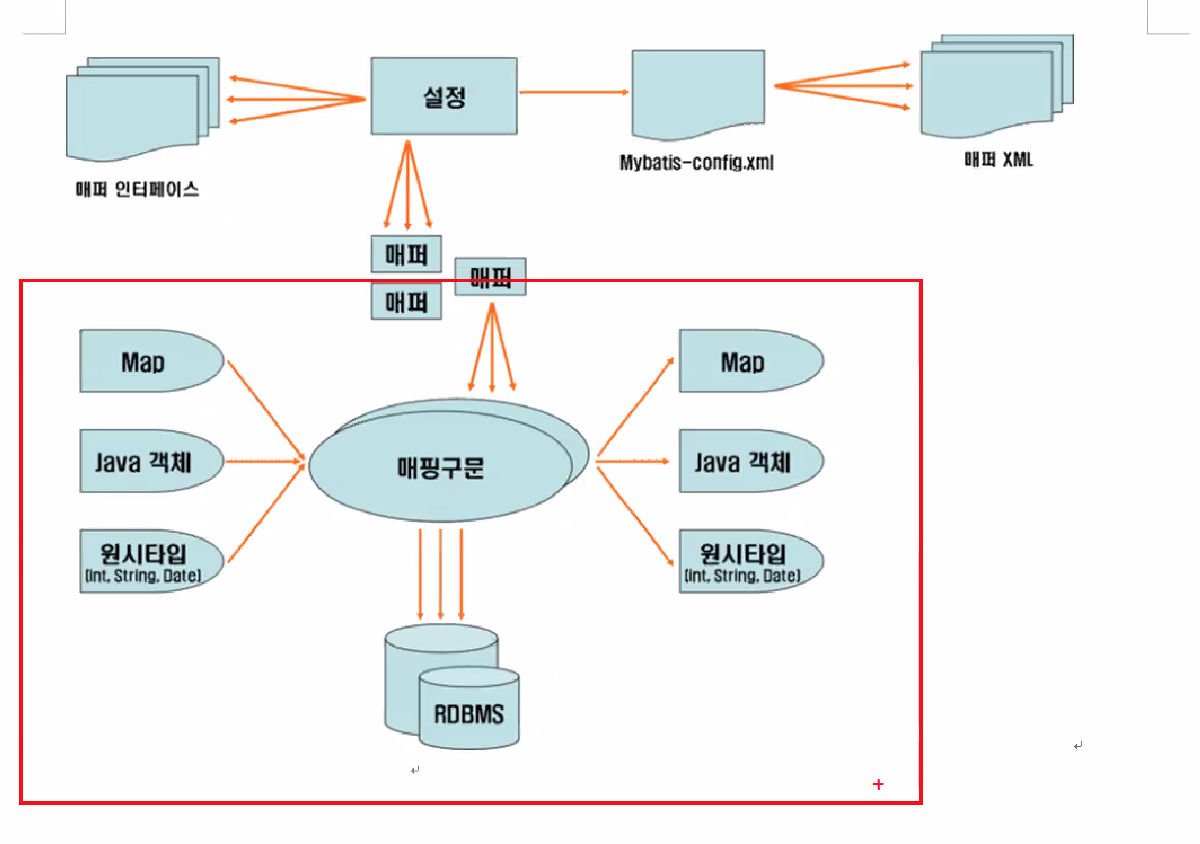 설정
Mybatis-config.xml
매퍼 XML
매퍼 인터페이스
매퍼
매퍼
매퍼
Map
Map
Java 객체
매핑구문
Java 객체
원시타입
(int, String, Date)
원시타입
(int, String, Date)
RDBMS